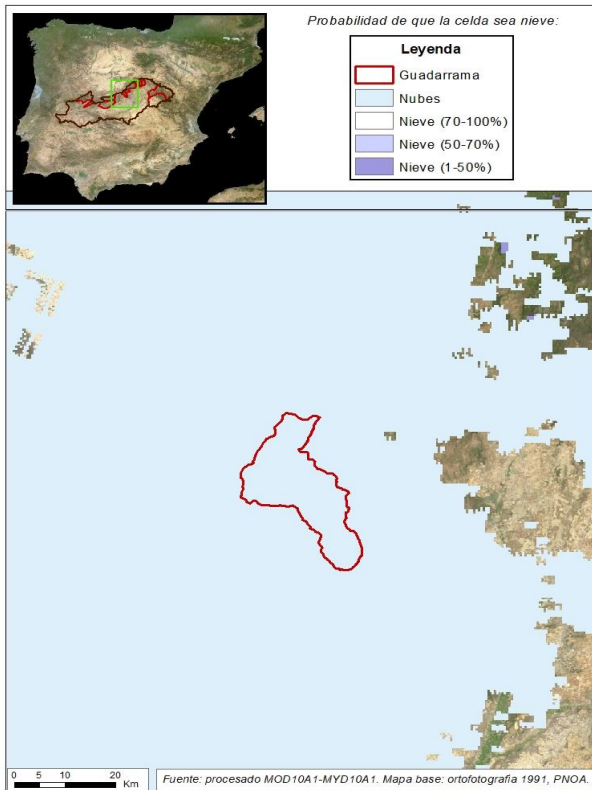 Probabilidad de que la celda sea nieve:
Leyenda
Guadarrama
Nubes
Nieve (70-100%)
Nieve (50-70%)
Nieve (1-50%)
0 5 10 20
Km
Fuente: procesado MOD10A1-MYD10A1. Mapa base: ortofotografia 1991, PNOA.